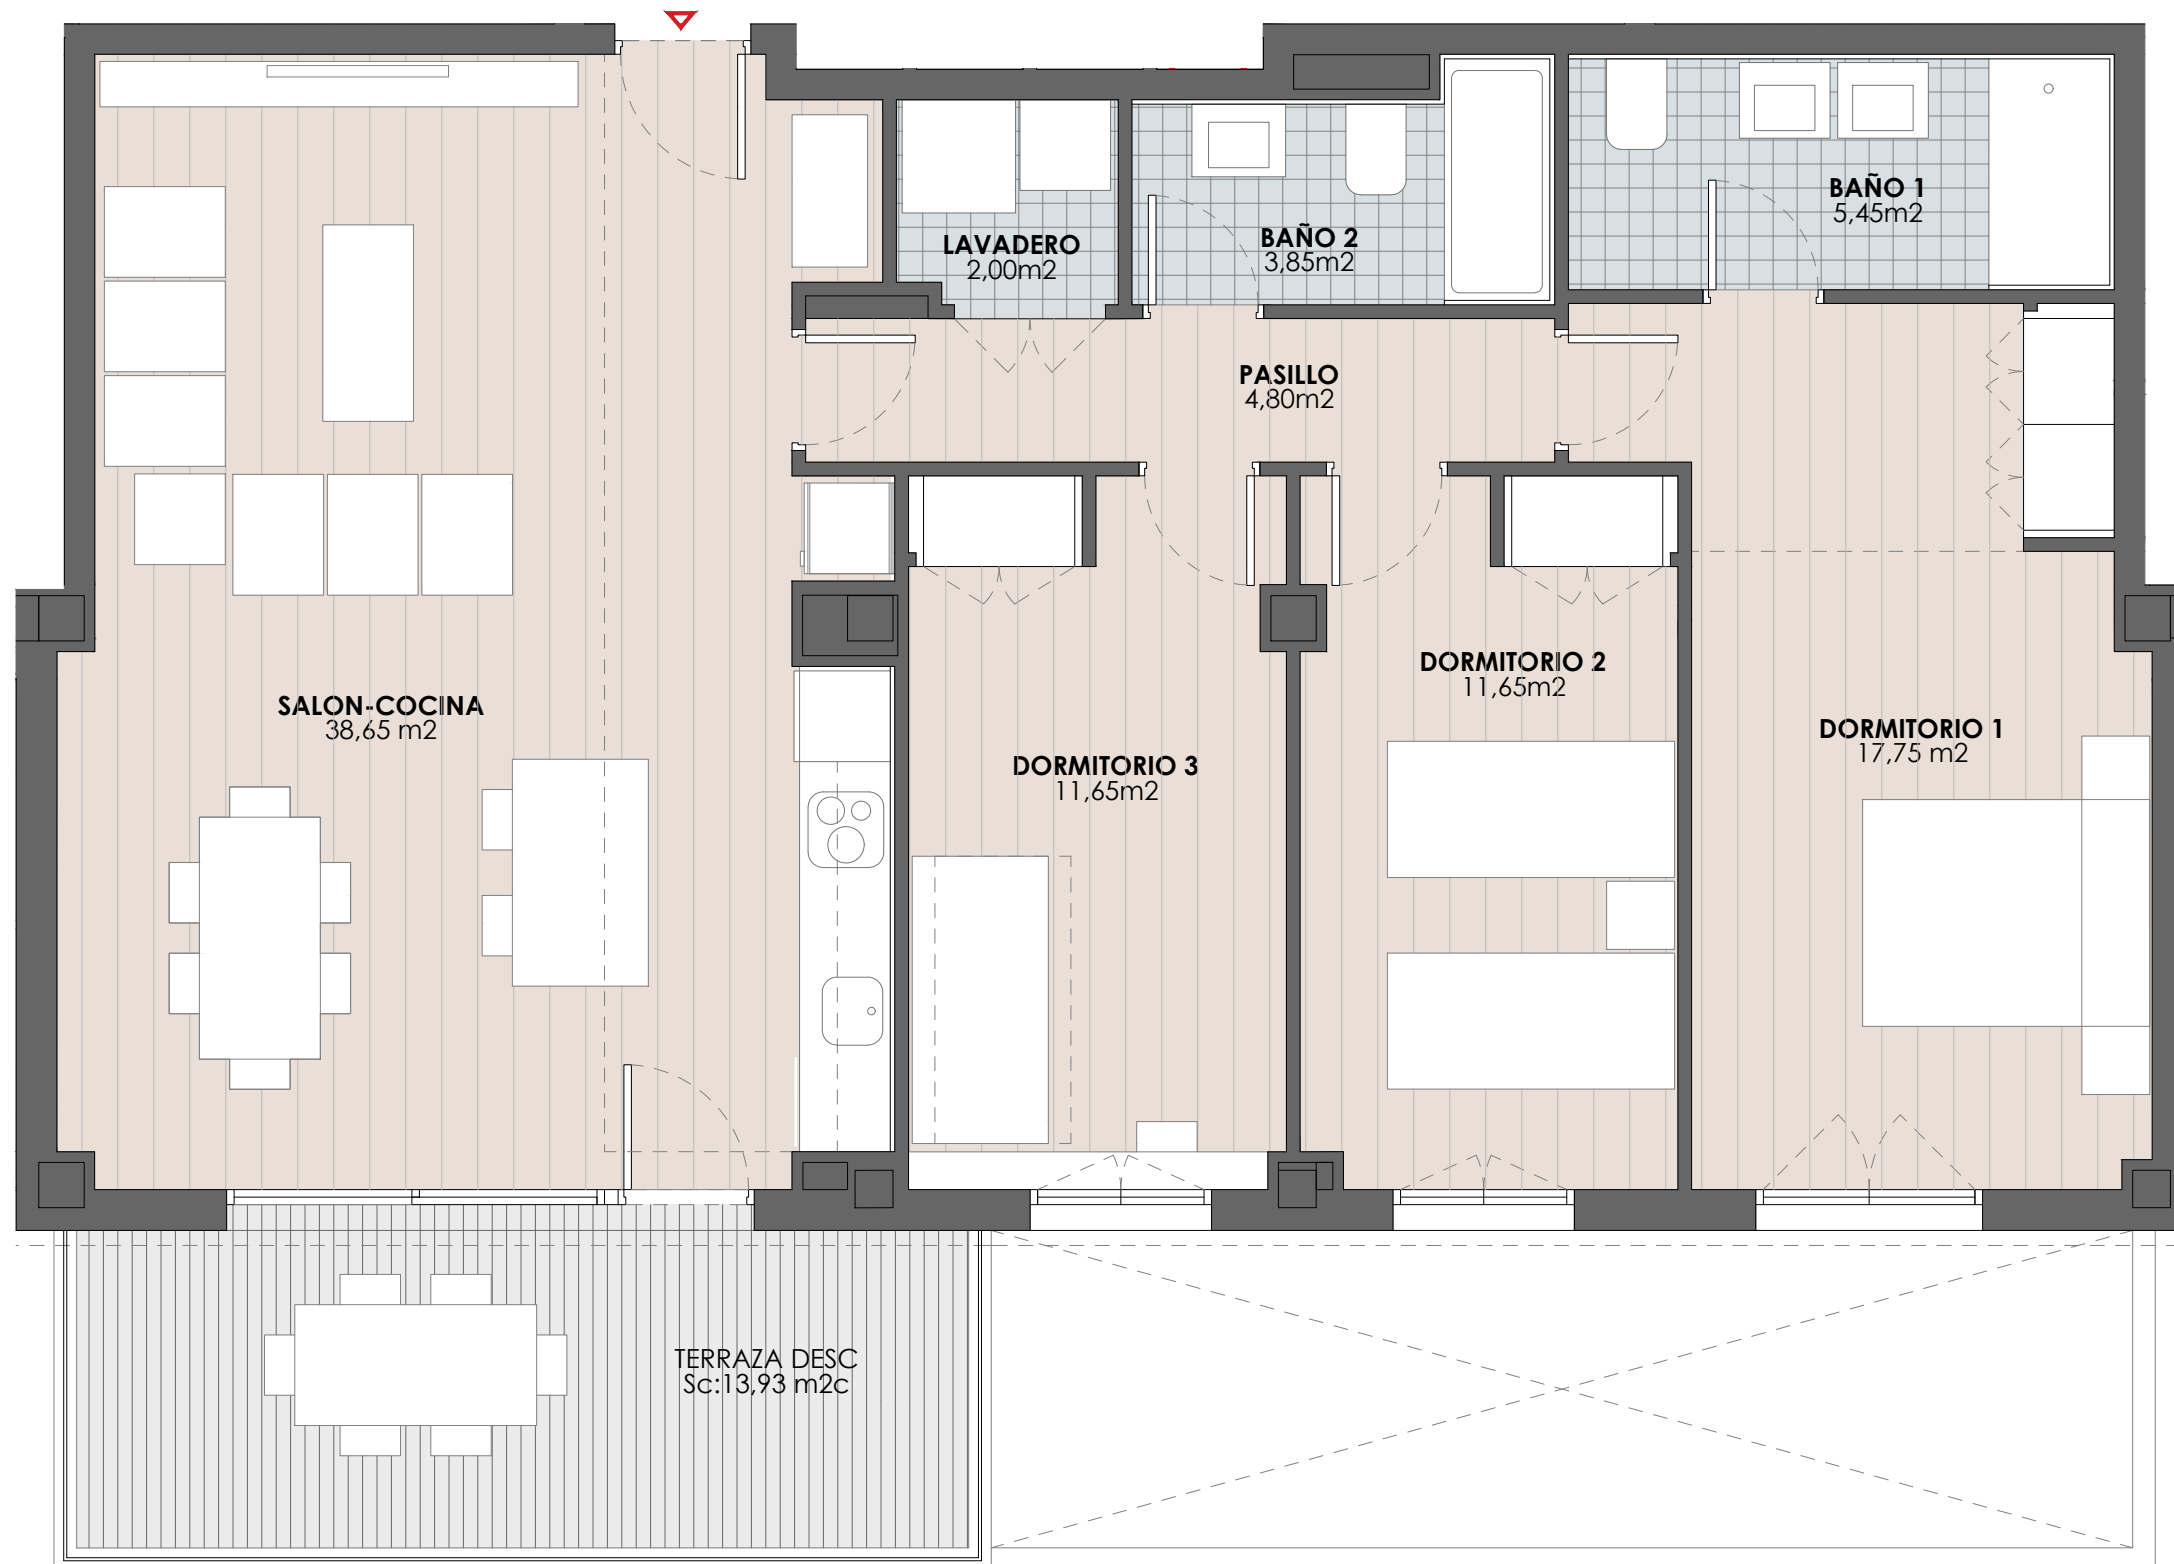 LAVADERO
2,00m2
BAÑO 2
3,85m2
BAÑO 1
5,45m2
PASILLO
4,80m2
SALON-COCINA
38,65 m2
DORMITORIO 3
11,65m2
DORMITORIO 2
11,65m2
DORMITORIO 1
17,75 m2
TERRAZA DESC
Sc:13,93 m2c